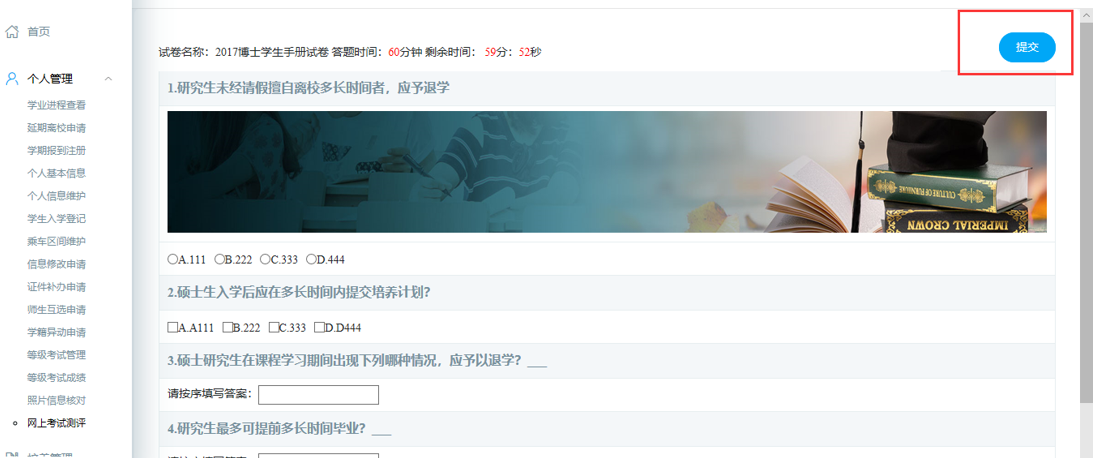 首页
个人管理
学业进程查看
延期离校申请
学期报到注册
个人基本信息
个人信息维护
学生入学登记
乘车区间维护
信息修改申请
证件补办申请
师生互选申请
学籍异动申请
等级考试管理
等级考试成绩
照片信息核对
网上考试测评
提交
试卷名称：2017博士学生手册试卷 答题时间：60分钟 剩余时间： 59分：52秒
1.研究生未经请假擅自离校多长时间者，应予退学
CULTURE OF FURNITURE
IMPERIAL CROWN
A.111 B.222 C.333 D.444
2.硕士生入学后应在多长时间内提交培养计划？
A.A111 B.222 C.333 D.D444
3.硕士研究生在课程学习期间出现下列哪种情况，应予以退学？___
请按序填写答案：
4.研究生最多可提前多长时间毕业？___